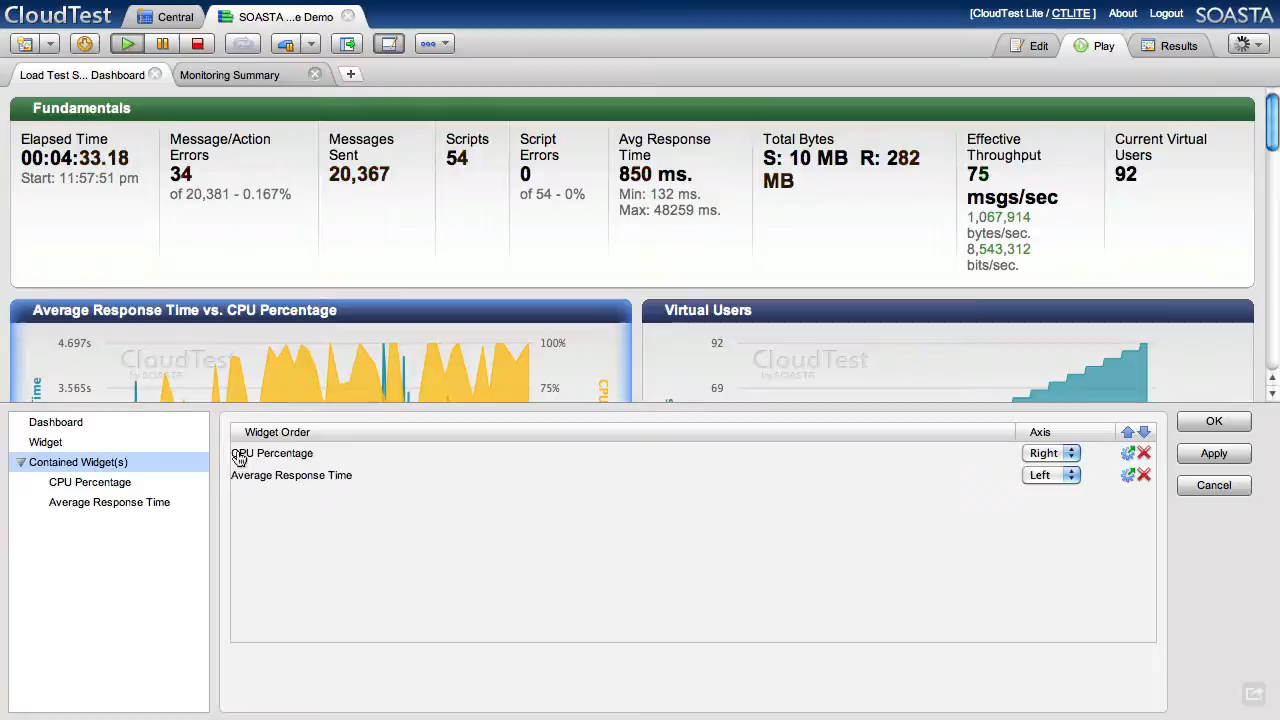 CloudTest
Central
SOASTA ...e Demo
[CloudTest Lite / CTLITE ]
About
Logout
SOASTA
Edit
Play
Results
Load Test S... Dashboard
Monitoring Summary
Fundamentals
Elapsed Time
00:04:33.18
Start: 11:57:51 pm
Message/Action
Errors
34
of 20,381 - 0.167%
Messages
Sent
20,367
Scripts
54
Script
Errors
0
of 54 - 0%
Avg Response
Time
850 ms.
Min: 132 ms.
Max: 48259 ms.
Total Bytes
S: 10 MB R: 282
MB
Effective
Throughput
75
msgs/sec
1,067,914
bytes/sec.
8,543,312
bits/sec.
Current Virtual
Users
92
Average Response Time vs. CPU Percentage
4.697s
3.565s
CloudTest
by SOASTA
100%
75%
Virtual Users
92
69
CloudTest
by SOASTA
Dashboard
Widget
Contained Widget(s)
CPU Percentage
Average Response Time
Widget Order
Axis
CPU Percentage
Right
Average Response Time
Left
OK
Apply
Cancel